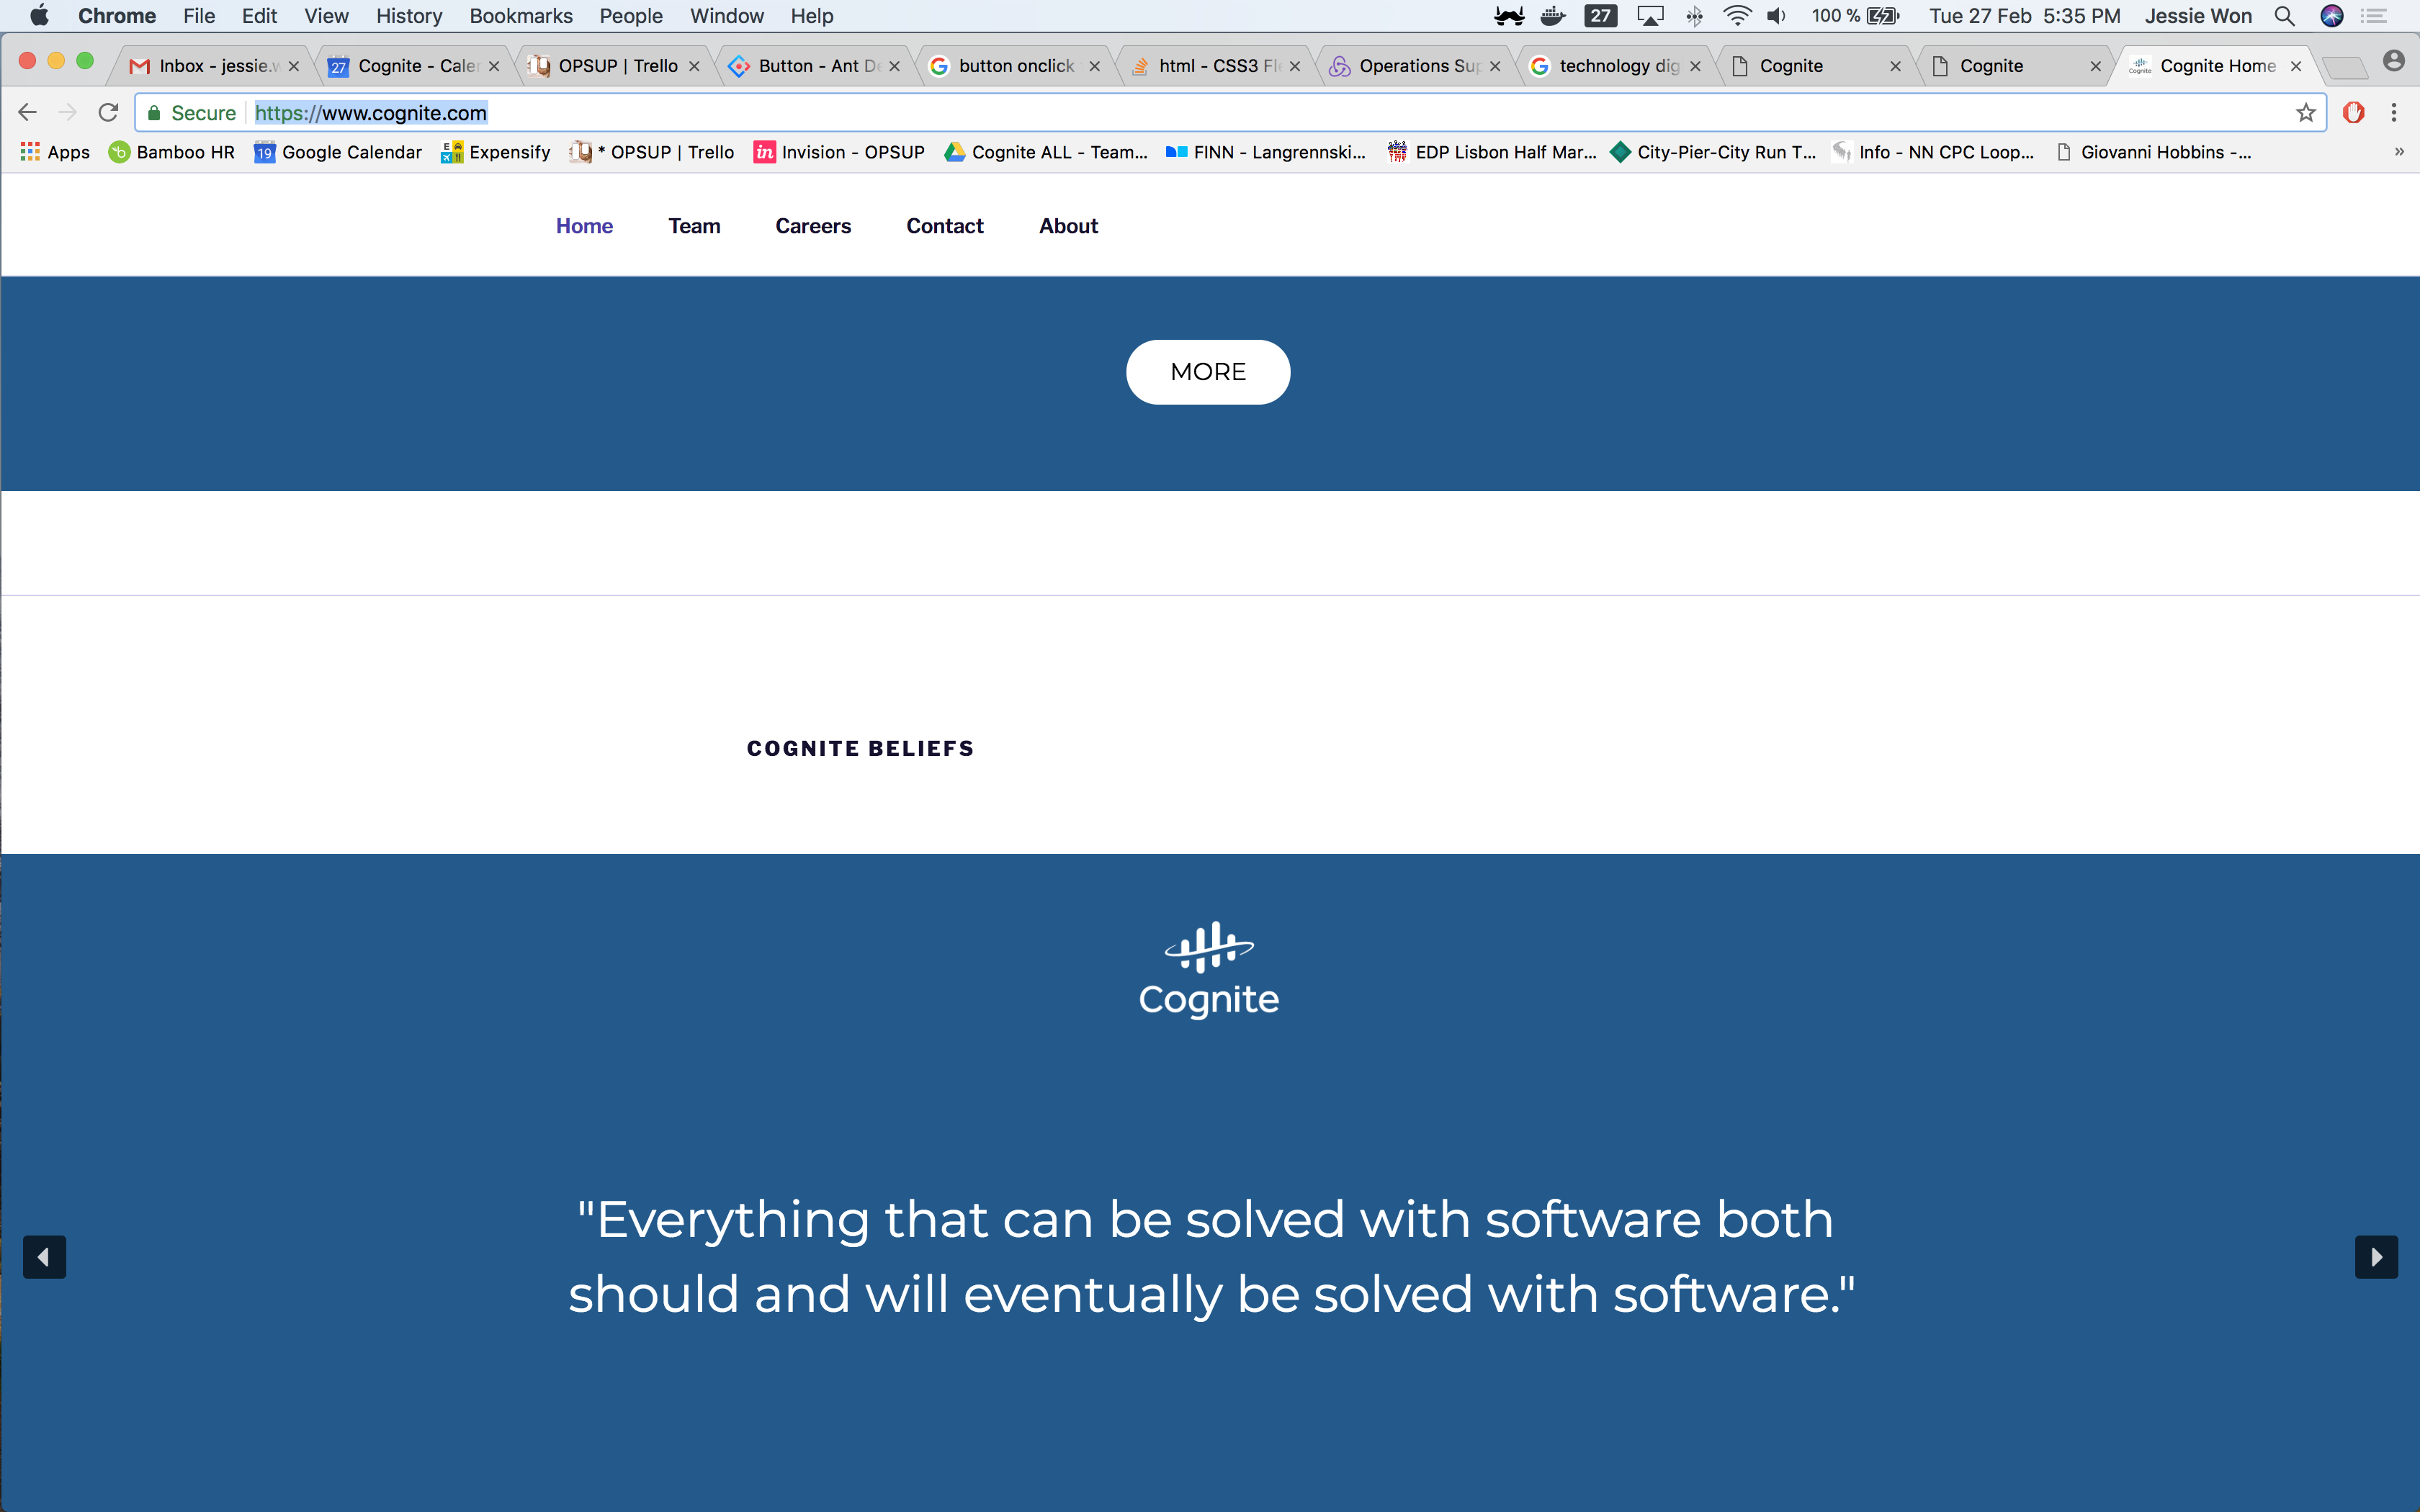 Chrome File Edit View History Bookmarks People Window Help 27 100 % Tue 27 Feb 5:35 PM Jessie Won
Inbox - jessie.w 27 Cognite - Caler OPSUP | Trello Button - Ant De button onclick html - CSS3 Fle Operations Sup technology dig Cognite Cognite Cognite Cognite Home
Secure https://www.cognite.com
Apps Bamboo HR 19 Google Calendar Expensify * OPSUP | Trello in Invision - OPSUP Cognite ALL - Team... FINN - Langrennski... EDP Lisbon Half Mar... City-Pier-City Run T... Info - NN CPC Loop... Giovanni Hobbins -... »
Home Team Careers Contact About
MORE
COGNITE BELIEFS
Cognite
"Everything that can be solved with software both
should and will eventually be solved with software."